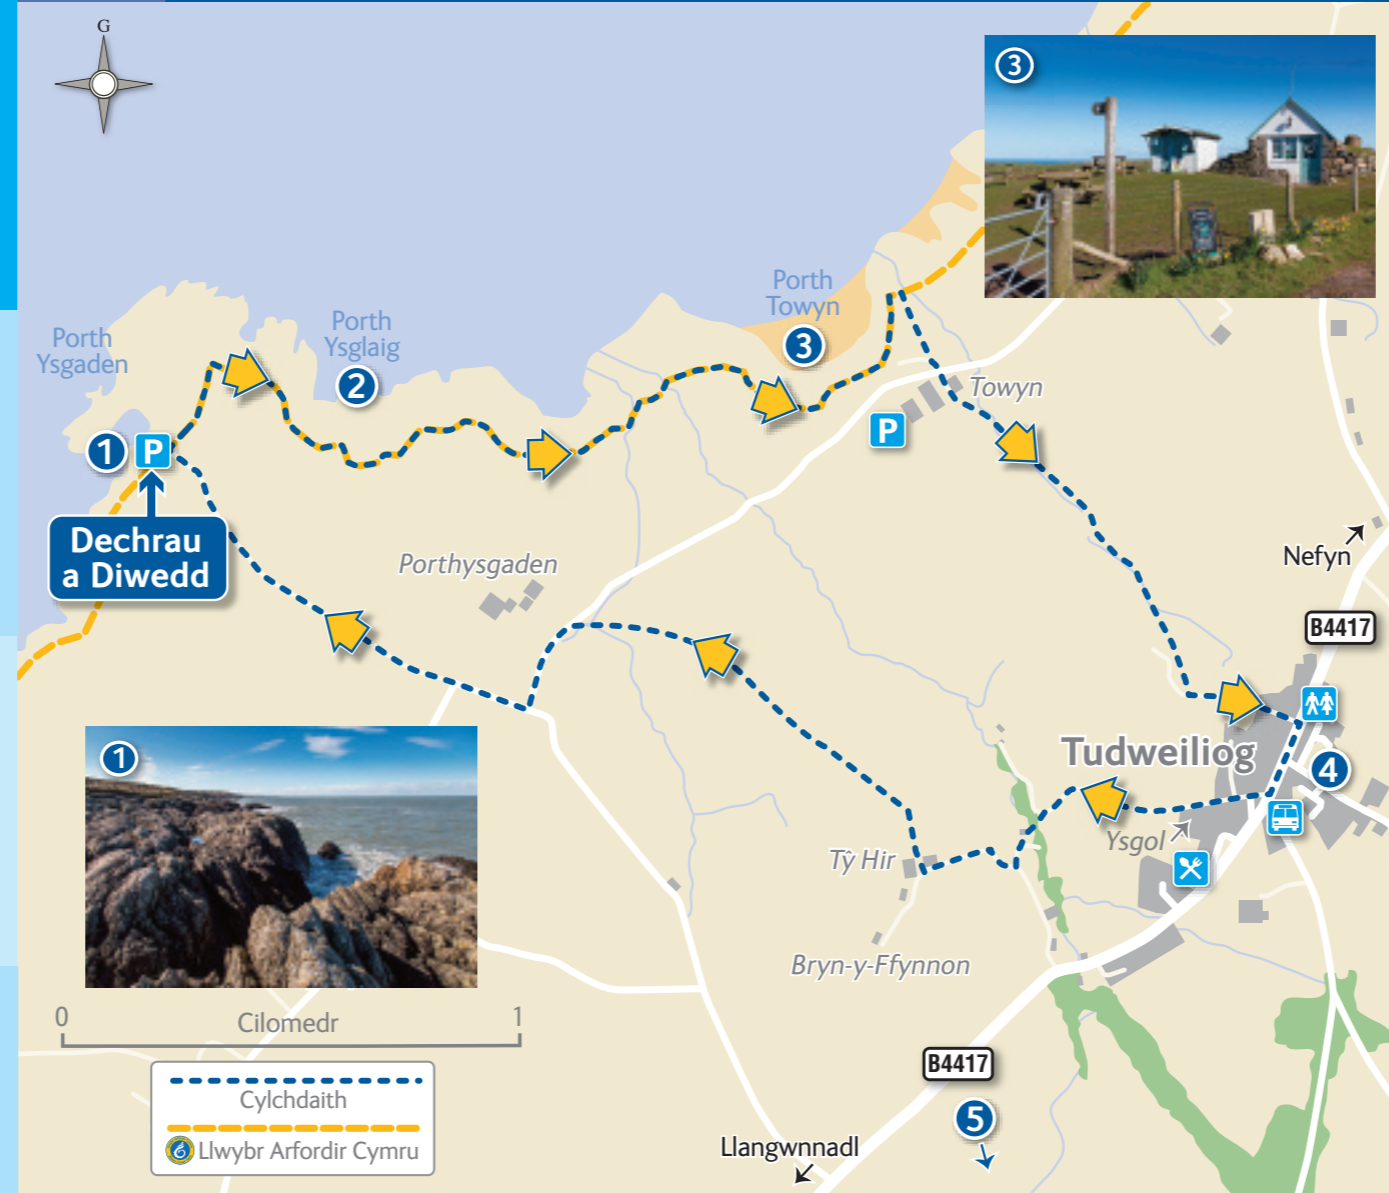 G
3
Porth
Ysgaden
Porth
Ysglaig
2
Porth
Towyn
3
Towyn
P
1
P
Dechrau
a Diwedd
Porthysgaden
Nefyn
B4417
Tudweiliog
4
Ysgol
1
Tŷ Hir
Bryn-y-Ffynnon
0
Cilomedr
1
B4417
5
Cylchdaith
Llwybr Arfordir Cymru
Llangwnnadl